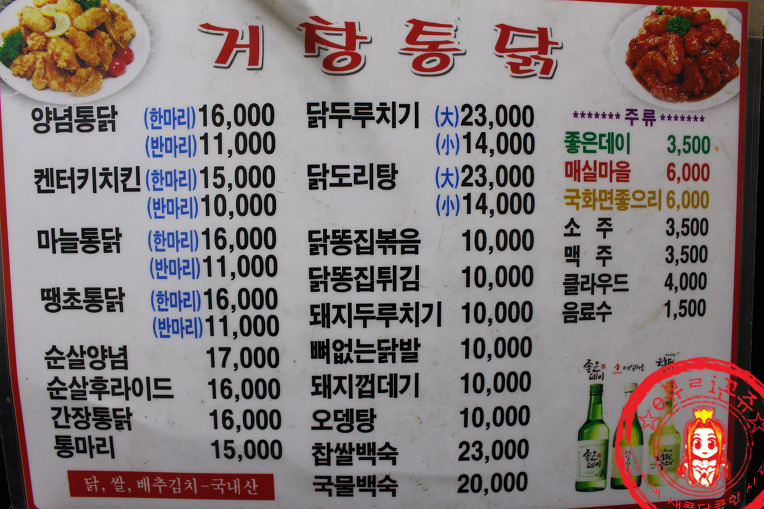 거창통닭
양념통닭 (한마리) 16,000
(반마리) 11,000
켄터키치킨 (한마리) 15,000
(반마리) 10,000
마늘통닭 (한마리) 16,000
(반마리) 11,000
땡초통닭 (한마리) 16,000
(반마리) 11,000
순살양념 17,000
순살후라이드 16,000
간장통닭 16,000
통마리 15,000
닭, 쌀, 배추김치-국내산
닭두루치기 (大) 23,000
(小) 14,000
닭도리탕 (大) 23,000
(小) 14,000
닭똥집볶음 10,000
닭똥집튀김 10,000
돼지두루치기 10,000
뼈없는닭발 10,000
돼지껍데기 10,000
오뎅탕 10,000
찹쌀백숙 23,000
국물백숙 20,000
******* 주 류 *******
좋은데이 3,500
매실마을 6,000
국화면좋으리 6,000
소 주 3,500
맥 주 3,500
클라우드 4,000
음료수 1,500
좋은
데이
좋은
데이